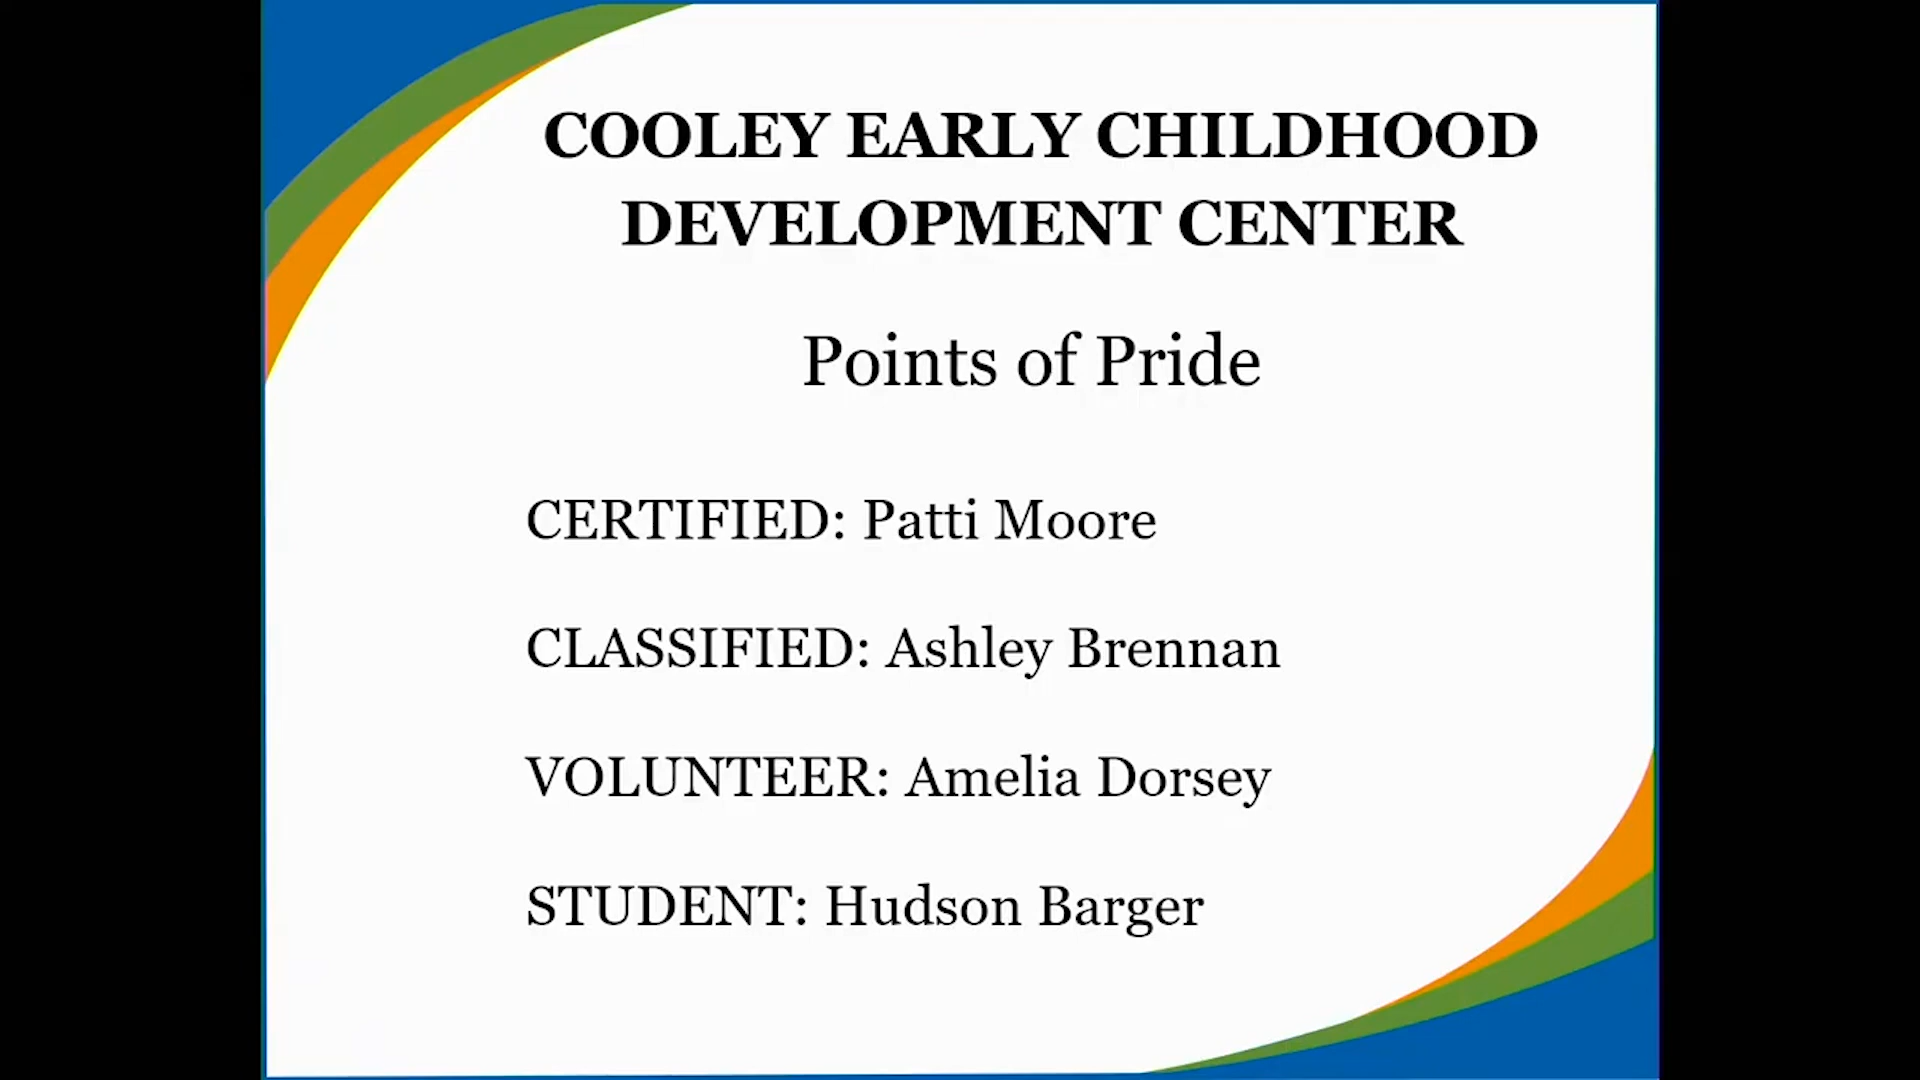 COOLEY EARLY CHILDHOOD
DEVELOPMENT CENTER
Points of Pride
CERTIFIED: Patti Moore
CLASSIFIED: Ashley Brennan
VOLUNTEER: Amelia Dorsey
STUDENT: Hudson Barger